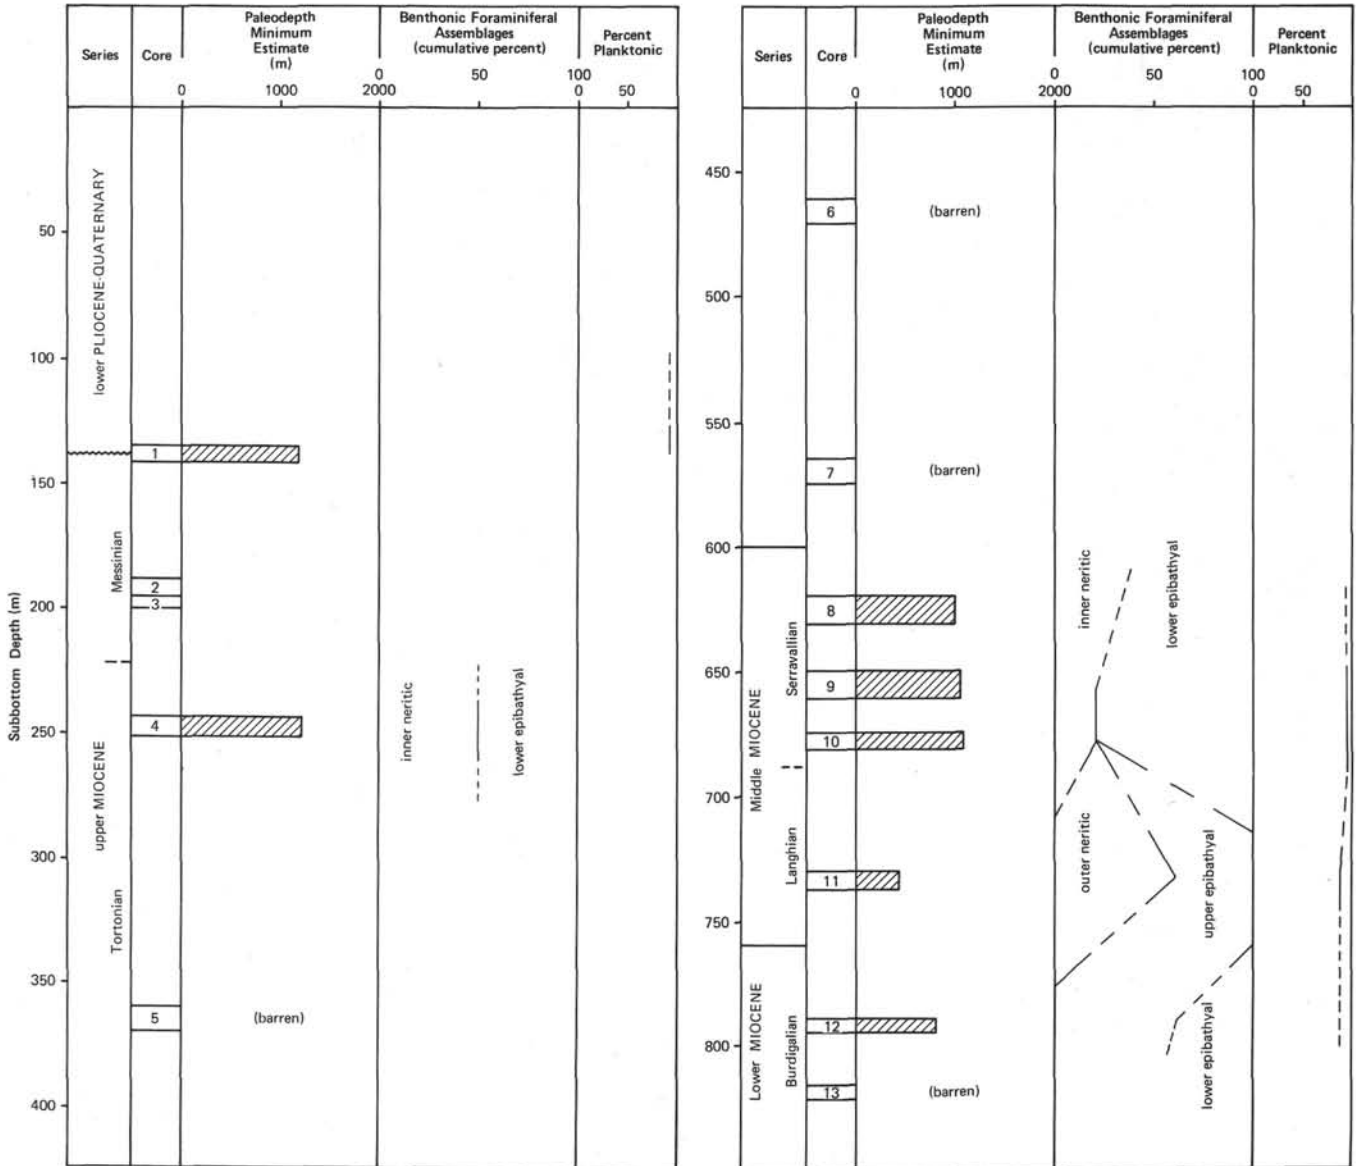 Series
Core
Paleodepth
Minimum
Estimate
(m)
0
1000
2000
Benthonic Foraminiferal
Assemblages
(cumulative percent)
0
50
100
Percent
Planktonic
0
50
Subbottom Depth (m)
50
100
150
200
250
300
350
400
lower PLIOCENE-QUATERNARY
upper MIOCENE
Messinian
Tortonian
1
2
3
4
5
(barren)
inner neritic
lower epibathyal
Series
Core
Paleodepth
Minimum
Estimate
(m)
0
1000
2000
Benthonic Foraminiferal
Assemblages
(cumulative percent)
0
50
100
Percent
Planktonic
0
50
450
500
550
600
650
700
750
800
Middle MIOCENE
Serravallian
Langhian
Lower MIOCENE
Burdigalian
6
(barren)
7
(barren)
8
9
10
11
12
13
(barren)
inner neritic
lower epibathyal
outer neritic
upper epibathyal
lower epibathyal